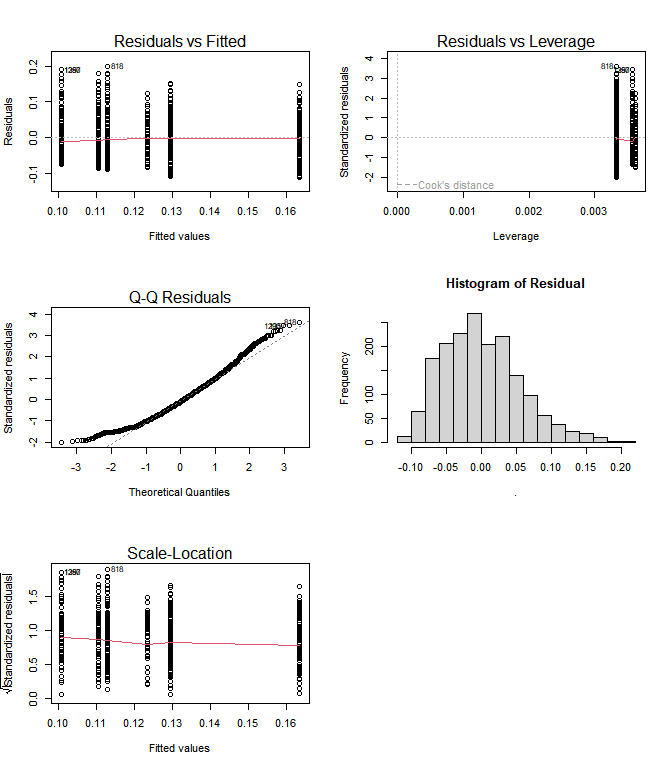 Residuals vs Fitted
Residuals
0.2
0.1
0.0
-0.1
818
0.10 0.11 0.12 0.13 0.14 0.15 0.16
Fitted values
Residuals vs Leverage
Standardized residuals
4
3
2
1
0
-1
-2
818
Cook's distance
0.000 0.001 0.002 0.003
Leverage
Q-Q Residuals
Standardized residuals
4
3
2
1
0
-1
-2
818
-3 -2 -1 0 1 2 3
Theoretical Quantiles
Histogram of Residual
Frequency
200
100
50
0
-0.10 -0.05 0.00 0.05 0.10 0.15 0.20
.
Scale-Location
√|Standardized residuals|
1.5
1.0
0.5
0.0
818
0.10 0.11 0.12 0.13 0.14 0.15 0.16
Fitted values